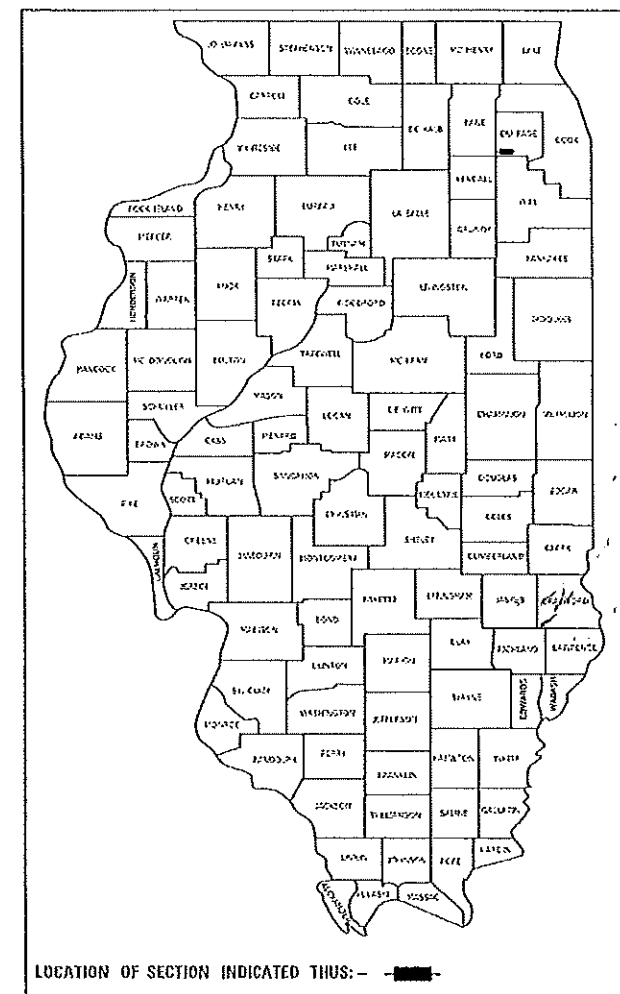 STEPHENSON
WINNEBAGO
BOONE
MC HENRY
LAKE
CARROLL
OGLE
DE KALB
KANE
DU PAGE
COOK
WHITESIDE
LEE
KENDALL
WILL
ROCK ISLAND
HENRY
BUREAU
LA SALLE
GRUNDY
MERCER
PUTNAM
KANKAKEE
STARK
MARSHALL
HENDERSON
WARREN
KNOX
PEORIA
WOODFORD
LIVINGSTON
IROQUOIS
HANCOCK
MC DONOUGH
FULTON
TAZEWELL
MC LEAN
FORD
SCHUYLER
MASON
LOGAN
DE WITT
CHAMPAIGN
VERMILION
ADAMS
BROWN
CASS
MENARD
MACON
PIATT
MORGAN
SANGAMON
DOUGLAS
EDGAR
PIKE
SCOTT
CHRISTIAN
MOULTRIE
COLES
GREENE
MACOUPIN
MONTGOMERY
SHELBY
CUMBERLAND
CLARK
CALHOUN
JERSEY
FAYETTE
EFFINGHAM
JASPER
CRAWFORD
MADISON
BOND
CLAY
RICHLAND
LAWRENCE
CLINTON
MARION
ST. CLAIR
WAYNE
EDWARDS
WABASH
WASHINGTON
JEFFERSON
MONROE
RANDOLPH
PERRY
HAMILTON
WHITE
FRANKLIN
JACKSON
WILLIAMSON
SALINE
GALLATIN
UNION
JOHNSON
POPE
HARDIN
ALEXANDER
PULASKI
MASSAC
LOCATION OF SECTION INDICATED THUS:-